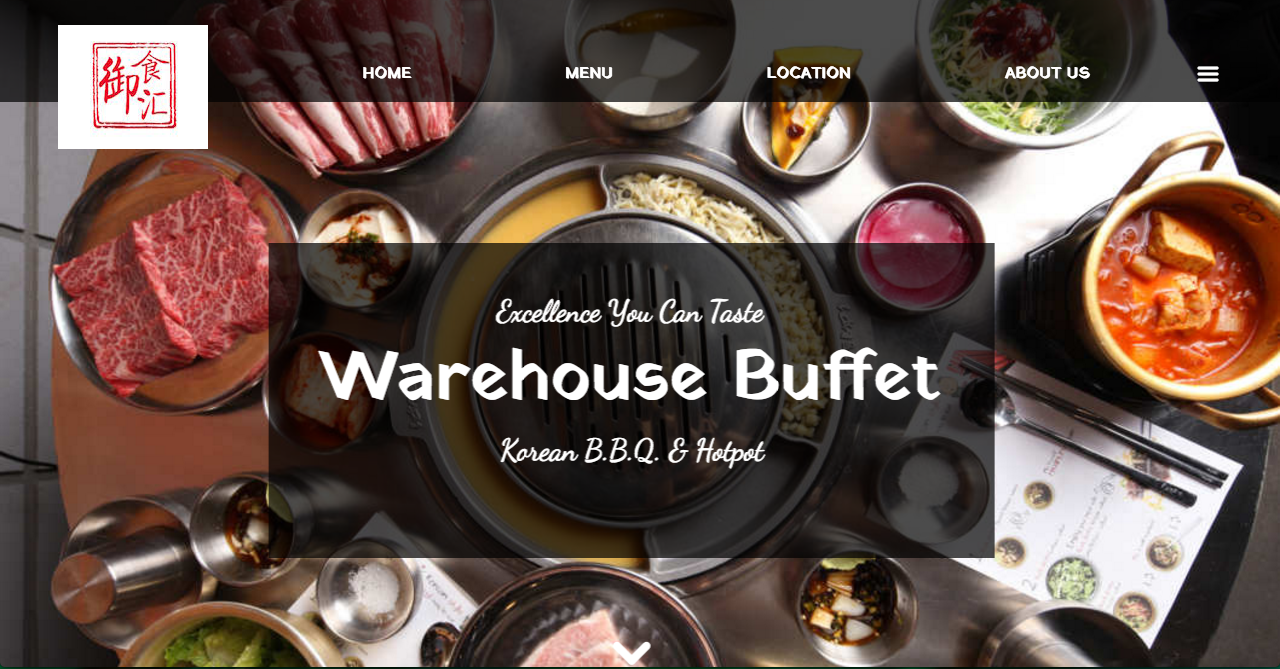 御食汇
HOME
MENU
LOCATION
ABOUT US
Excellence You Can Taste
Warehouse Buffet
Korean B.B.Q. & Hotpot